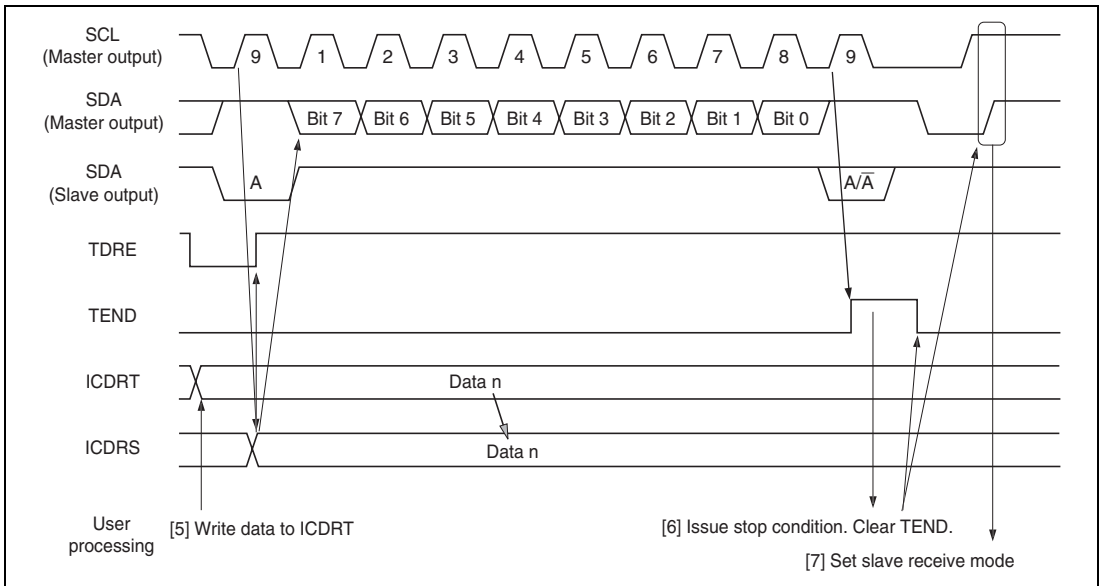 SCL
(Master output)
9 1 2 3 4 5 6 7 8 9
SDA
(Master output)
Bit 7 Bit 6 Bit 5 Bit 4 Bit 3 Bit 2 Bit 1 Bit 0
SDA
(Slave output)
A A/A̅
TDRE
TEND
ICDRT
Data n
ICDRS
Data n
User
processing
[5] Write data to ICDRT
[6] Issue stop condition. Clear TEND.
[7] Set slave receive mode